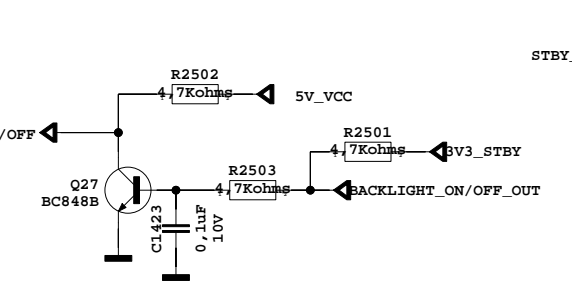 STBY_
R2502
4,7Kohms
5V_VCC
/OFF
R2501
4,7Kohms
3V3_STBY
R2503
4,7Kohms
BACKLIGHT_ON/OFF_OUT
Q27
BC848B
C1423
0,1uF
10V